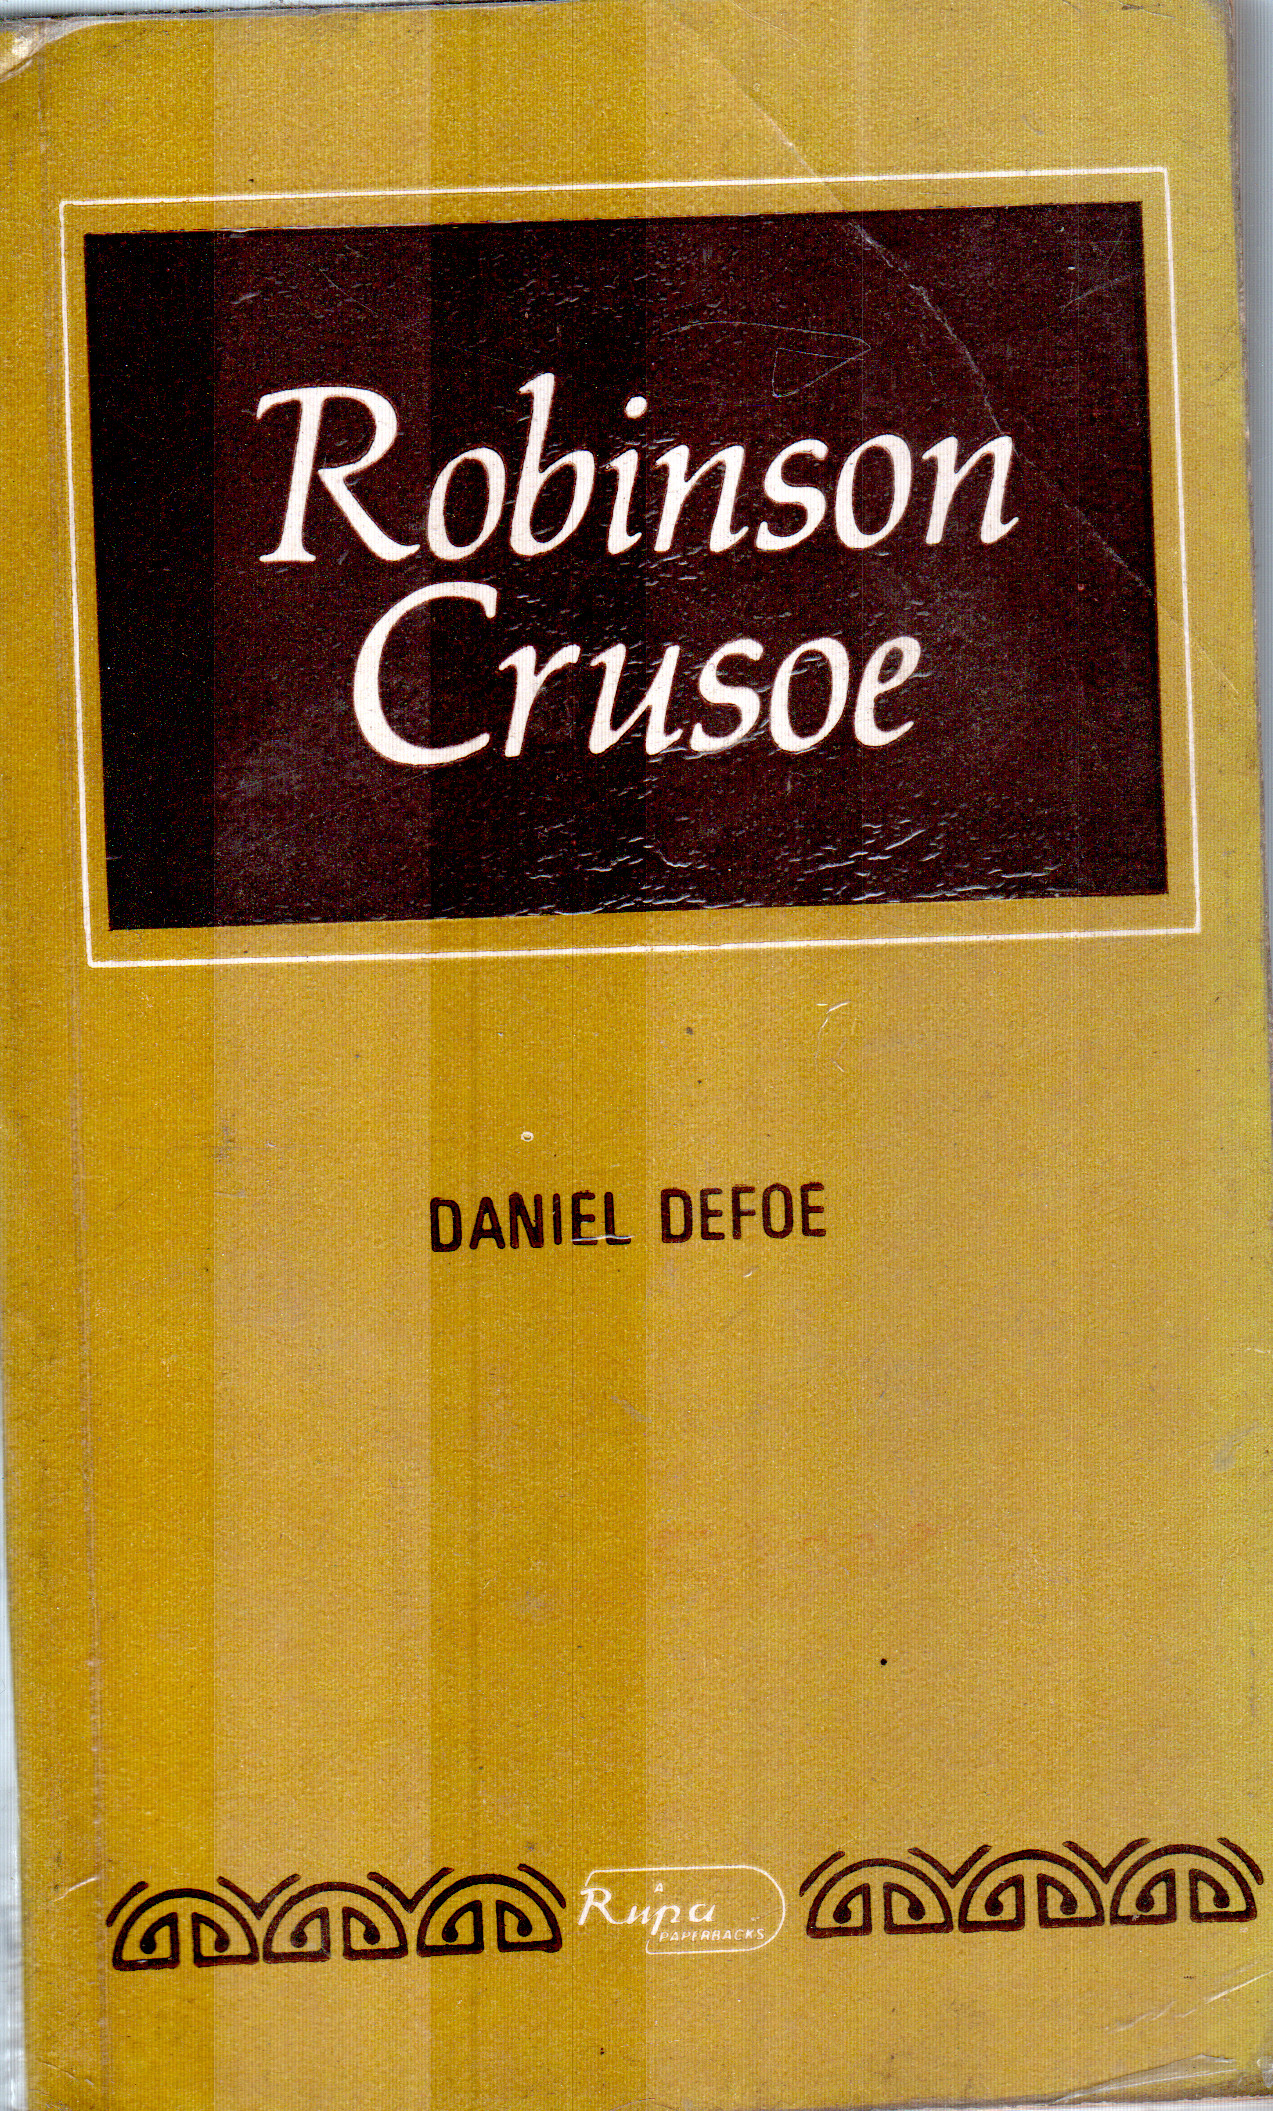 Robinson
Crusoe
DANIEL DEFOE
A
Rupa
PAPERBACKS